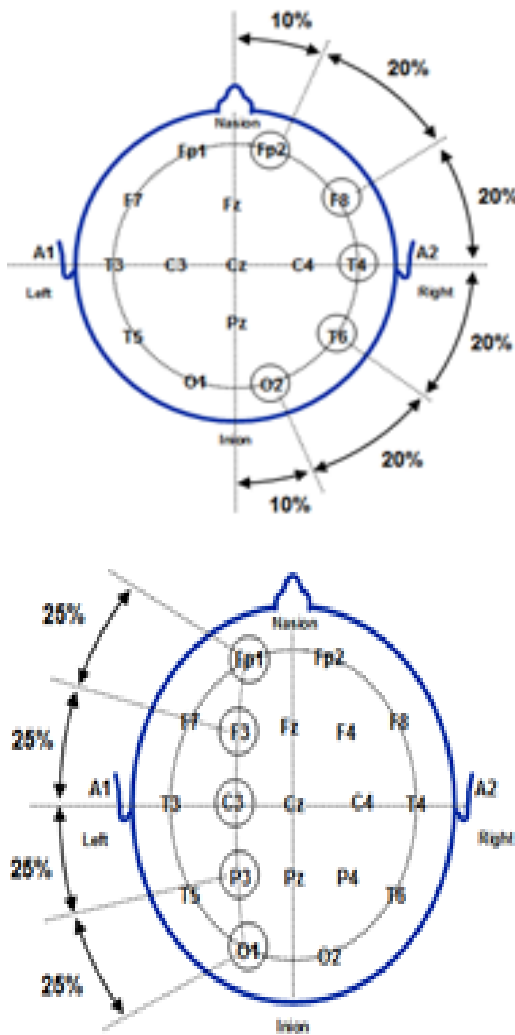 10%
20%
Nasion
Fp1 Fp2
F7 Fz F8
20%
A1 T3 C3 Cz C4 T4 A2
Left Right
Pz
T5 T6
20%
O1 O2
Inion
20%
10%
25%
Nasion
Fp1 Fp2
F7 F3 Fz F4 F8
25%
A1 T3 C3 Cz C4 T4 A2
Left Right
25%
T5 P3 Pz P4 T6
O1 O2
25%
Inion